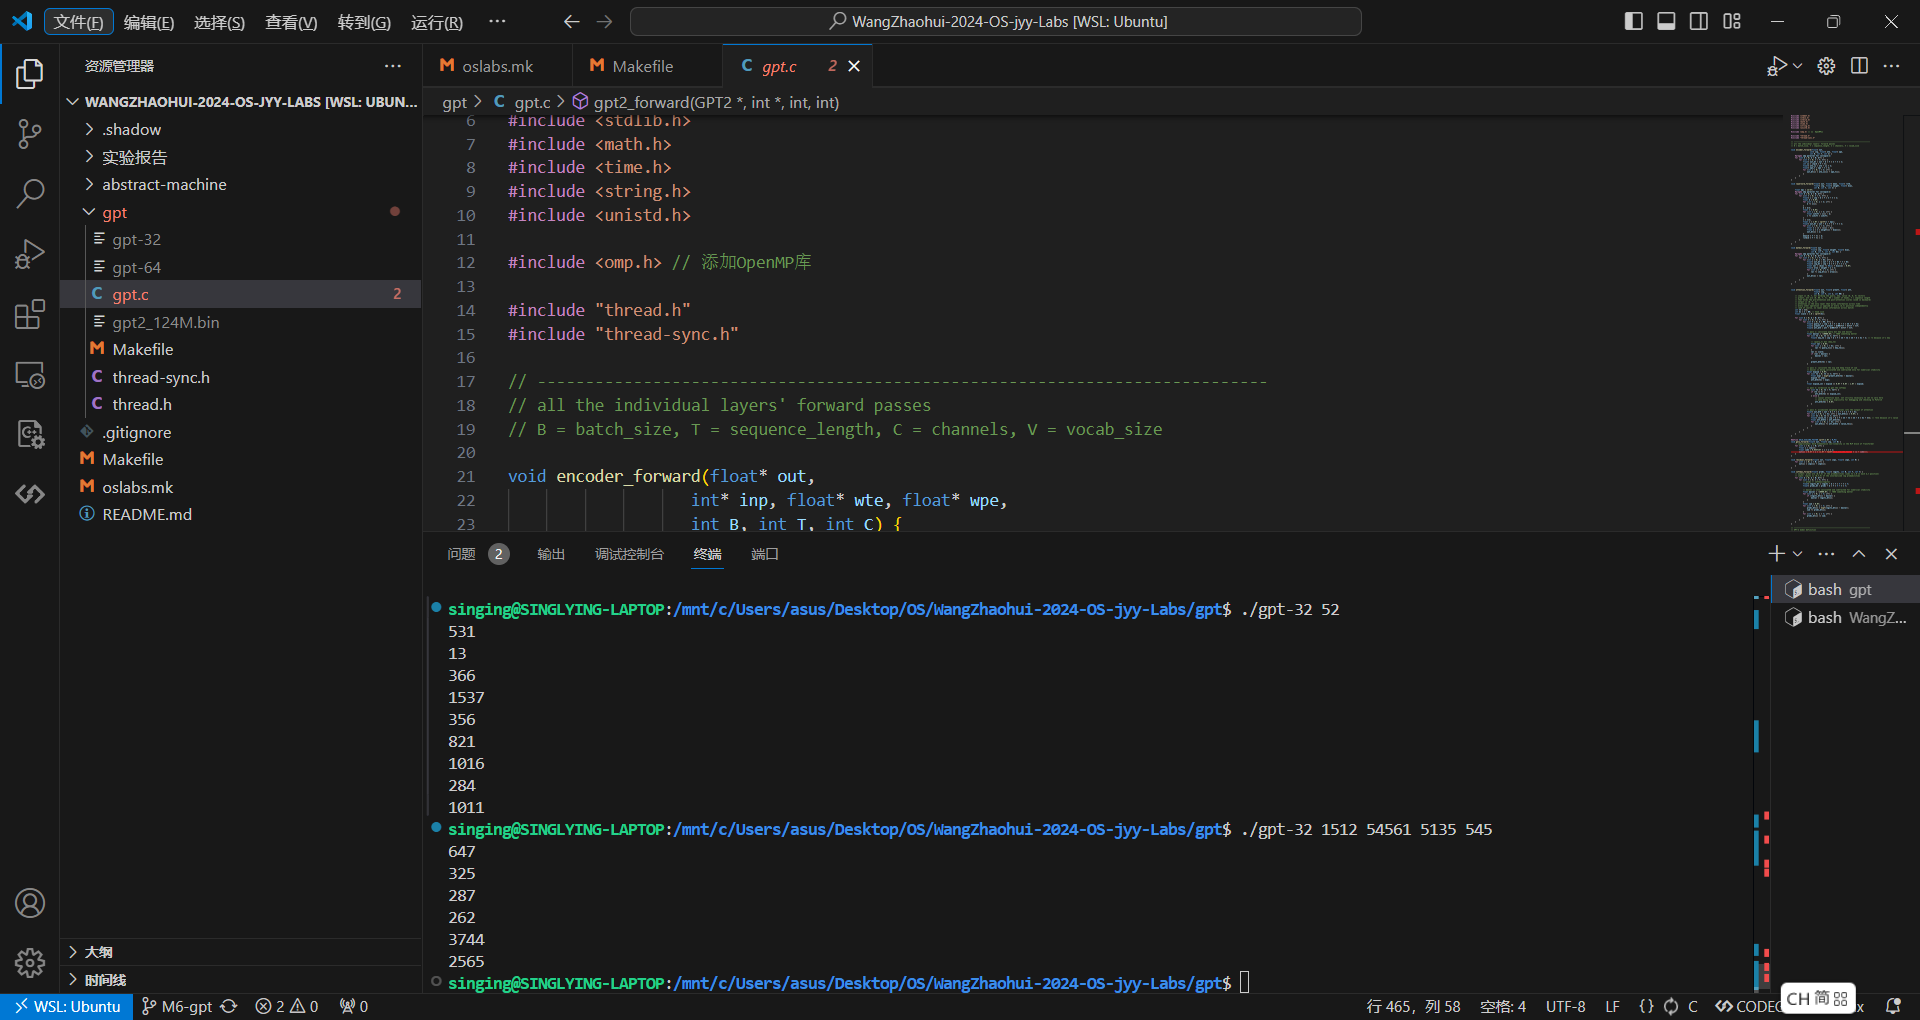 文件(F) 编辑(E) 选择(S) 查看(V) 转到(G) 运行(R) ···
WangZhaohui-2024-OS-jyy-Labs [WSL: Ubuntu]
资源管理器
WANGZHAOHUI-2024-OS-JYY-LABS [WSL: UBUN...
.shadow
实验报告
abstract-machine
gpt
gpt-32
gpt-64
gpt.c 2
gpt2_124M.bin
Makefile
thread-sync.h
thread.h
.gitignore
Makefile
oslabs.mk
README.md
大纲
时间线
oslabs.mk Makefile gpt.c 2
gpt > gpt.c > gpt2_forward(GPT2 *, int *, int, int)
6 #include <stdlib.h>
7 #include <math.h>
8 #include <time.h>
9 #include <string.h>
10 #include <unistd.h>
11
12 #include <omp.h> // 添加OpenMP库
13
14 #include "thread.h"
15 #include "thread-sync.h"
16
17 // ----------------------------------------------------------------------------
18 // all the individual layers' forward passes
19 // B = batch_size, T = sequence_length, C = channels, V = vocab_size
20
21 void encoder_forward(float* out,
22 int* inp, float* wte, float* wpe,
23 int B, int T, int C) {
问题 2 输出 调试控制台 终端 端口
bash gpt
bash WangZ...
singing@SINGLYING-LAPTOP:/mnt/c/Users/asus/Desktop/OS/WangZhaohui-2024-OS-jyy-Labs/gpt$ ./gpt-32 52
531
13
366
1537
356
821
1016
284
1011
singing@SINGLYING-LAPTOP:/mnt/c/Users/asus/Desktop/OS/WangZhaohui-2024-OS-jyy-Labs/gpt$ ./gpt-32 1512 54561 5135 545
647
325
287
262
3744
2565
singing@SINGLYING-LAPTOP:/mnt/c/Users/asus/Desktop/OS/WangZhaohui-2024-OS-jyy-Labs/gpt$
WSL: Ubuntu M6-gpt 2 0 0 行 465，列 58 空格: 4 UTF-8 LF {} C CH 简